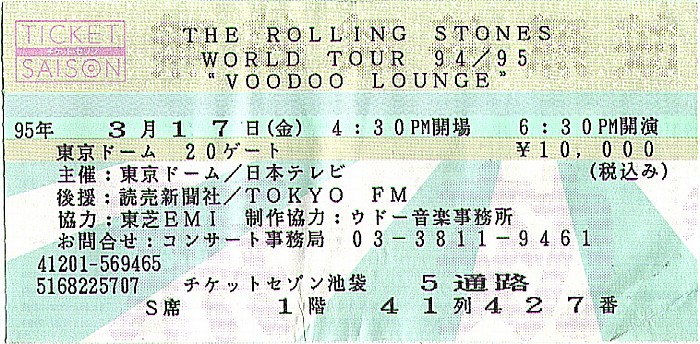 TICKET
チケットセゾン
SAISON
THE ROLLING STONES
WORLD TOUR 94/95
"VOODOO LOUNGE"
95年 3月17日(金) 4:30PM開場 6:30PM開演
東京ドーム 20ゲート ¥10,000
主催:東京ドーム/日本テレビ (税込み)
後援:読売新聞社/TOKYO FM
協力:東芝EMI 制作協力:ウドー音楽事務所
お問合せ:コンサート事務局 03-3811-9461
41201-569465
5168225707 チケットセゾン池袋 5通路
S席 1階 41列427番